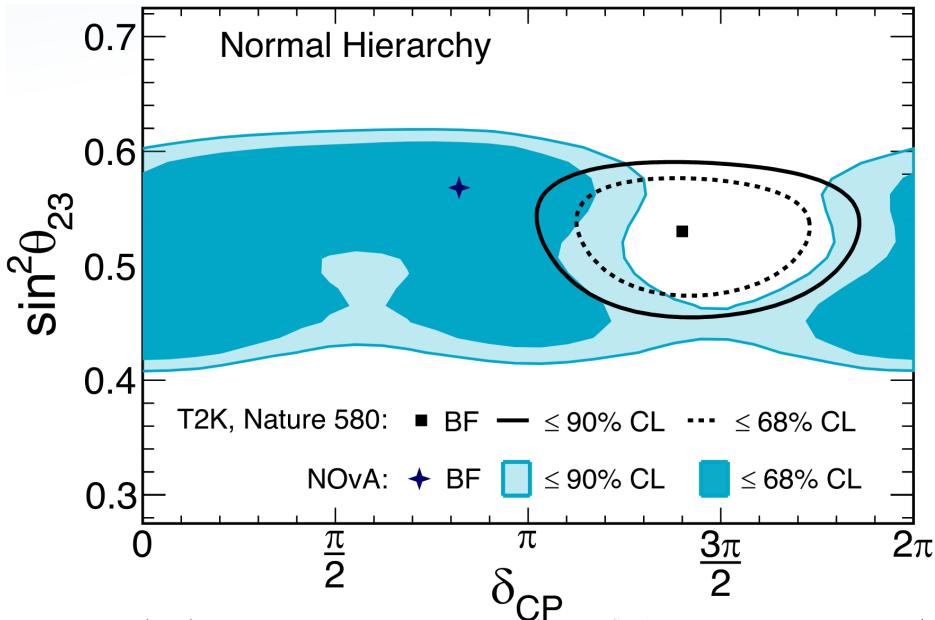 Normal Hierarchy
0.7
0.6
0.5
0.4
0.3
sin²θ₂₃
T2K, Nature 580: BF ≤ 90% CL ≤ 68% CL
NOvA: BF ≤ 90% CL ≤ 68% CL
0 π/2 π 3π/2 2π
δ_CP